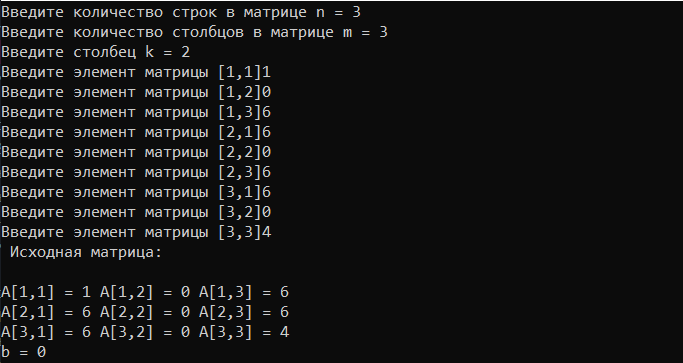 Введите количество строк в матрице n = 3
Введите количество столбцов в матрице m = 3
Введите столбец k = 2
Введите элемент матрицы [1,1]1
Введите элемент матрицы [1,2]0
Введите элемент матрицы [1,3]6
Введите элемент матрицы [2,1]6
Введите элемент матрицы [2,2]0
Введите элемент матрицы [2,3]6
Введите элемент матрицы [3,1]6
Введите элемент матрицы [3,2]0
Введите элемент матрицы [3,3]4
Исходная матрица:
A[1,1] = 1 A[1,2] = 0 A[1,3] = 6
A[2,1] = 6 A[2,2] = 0 A[2,3] = 6
A[3,1] = 6 A[3,2] = 0 A[3,3] = 4
b = 0